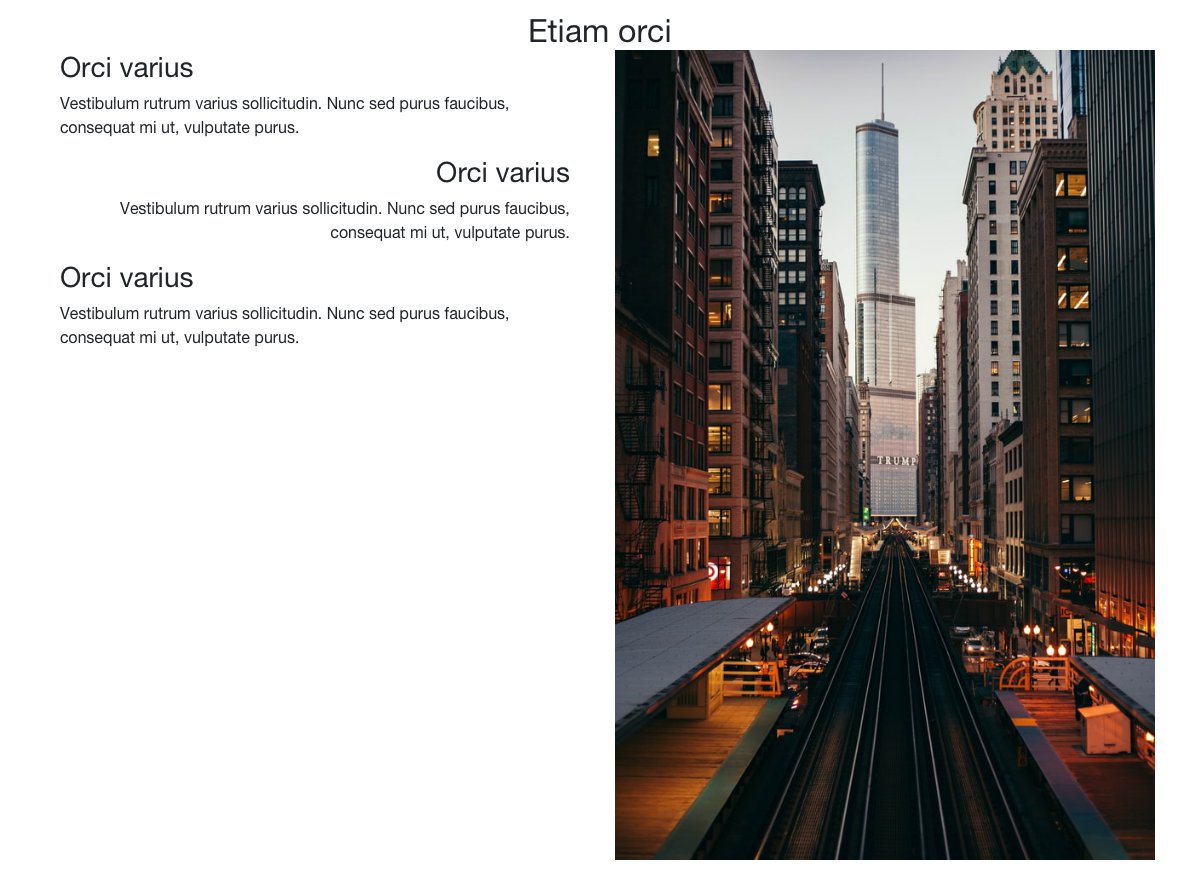 Etiam orci
Orci varius
Vestibulum rutrum varius sollicitudin. Nunc sed purus faucibus,
consequat mi ut, vulputate purus.
Orci varius
Vestibulum rutrum varius sollicitudin. Nunc sed purus faucibus,
consequat mi ut, vulputate purus.
Orci varius
Vestibulum rutrum varius sollicitudin. Nunc sed purus faucibus,
consequat mi ut, vulputate purus.
TRUMP